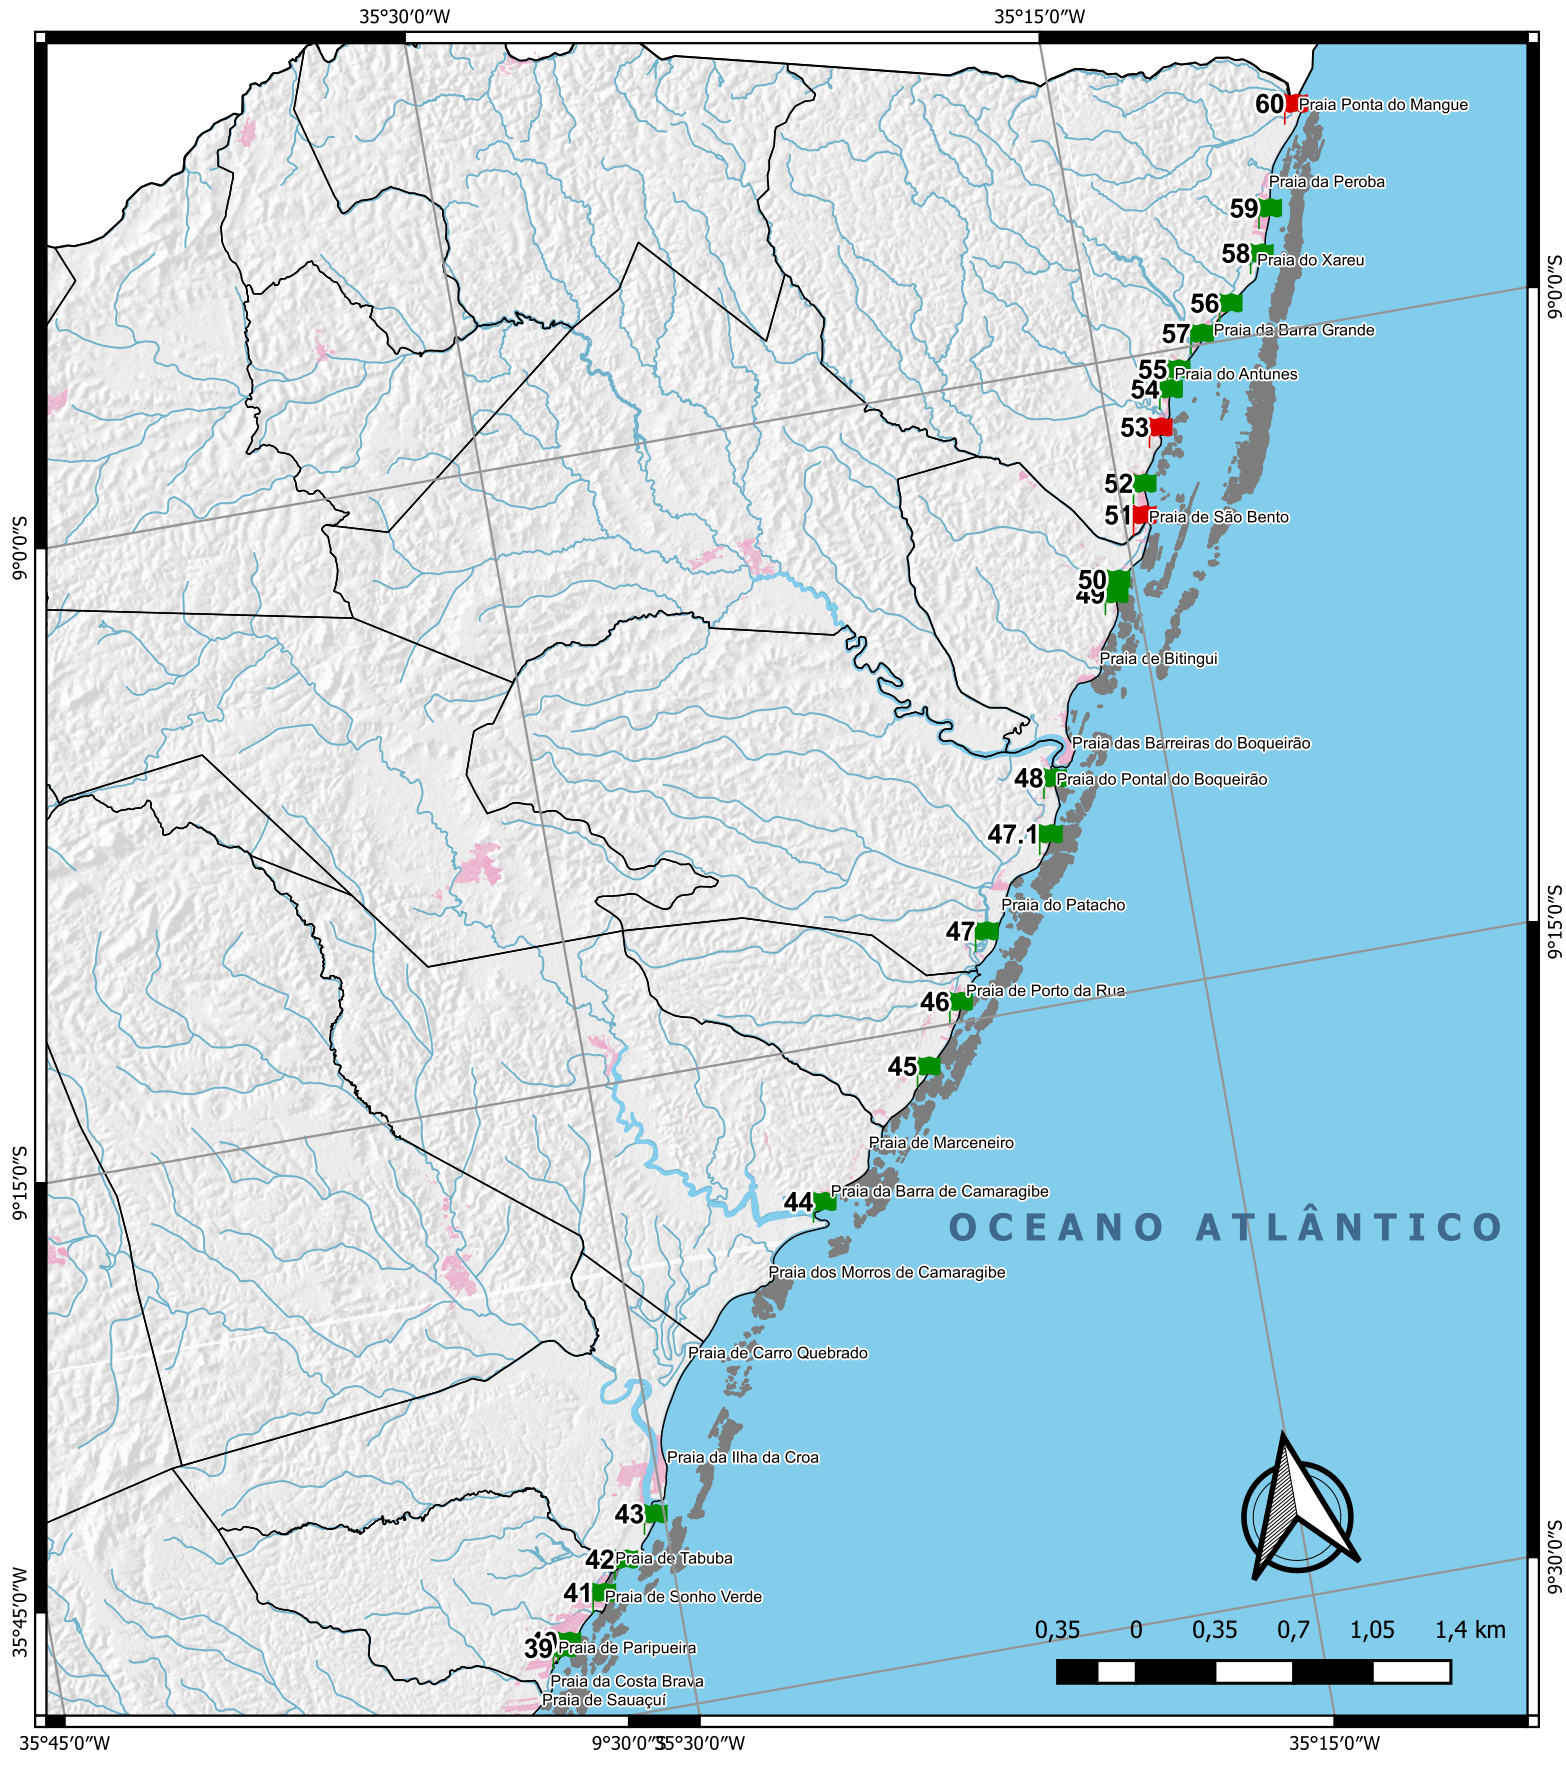 35°30′0″W
35°15′0″W
60
Praia Ponta do Mangue
Praia da Peroba
59
58
Praia do Xareu
9°0′0″S
56
57
Praia da Barra Grande
55
Praia do Antunes
54
53
52
51
Praia de São Bento
9°0′0″S
50
49
Praia de Bitingui
Praia das Barreiras do Boqueirão
48
Praia do Pontal do Boqueirão
47.1
Praia do Patacho
9°15′0″S
47
Praia de Porto da Rua
46
45
Praia de Marceneiro
9°15′0″S
44
Praia da Barra de Camaragibe
OCEANO ATLÂNTICO
Praia dos Morros de Camaragibe
Praia de Carro Quebrado
Praia da Ilha da Croa
43
42
Praia de Tabuba
9°30′0″S
41
Praia de Sonho Verde
35°45′0″W
0,35 0 0,35 0,7 1,05 1,4 km
40
39
Praia de Paripueira
Praia da Costa Brava
Praia de Sauaçuí
35°45′0″W
9°30′0″S
35°30′0″W
35°15′0″W